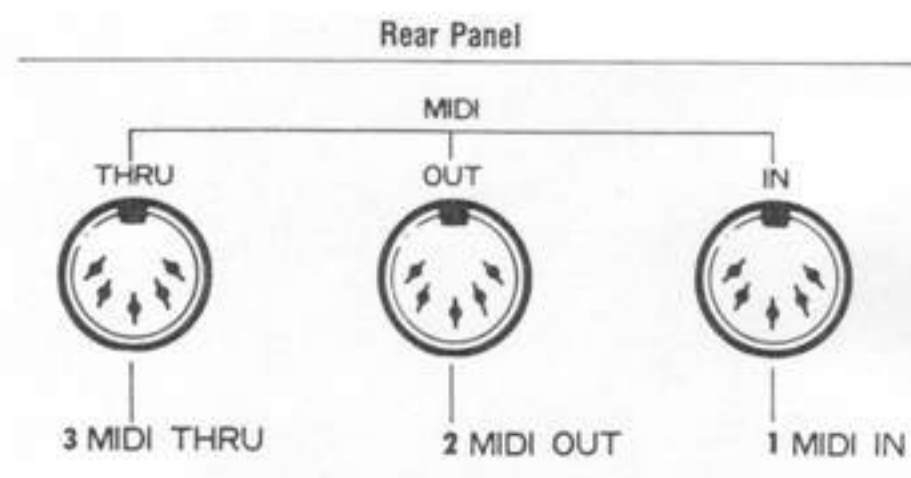 Rear Panel
MIDI
THRU OUT IN
3 MIDI THRU 2 MIDI OUT 1 MIDI IN